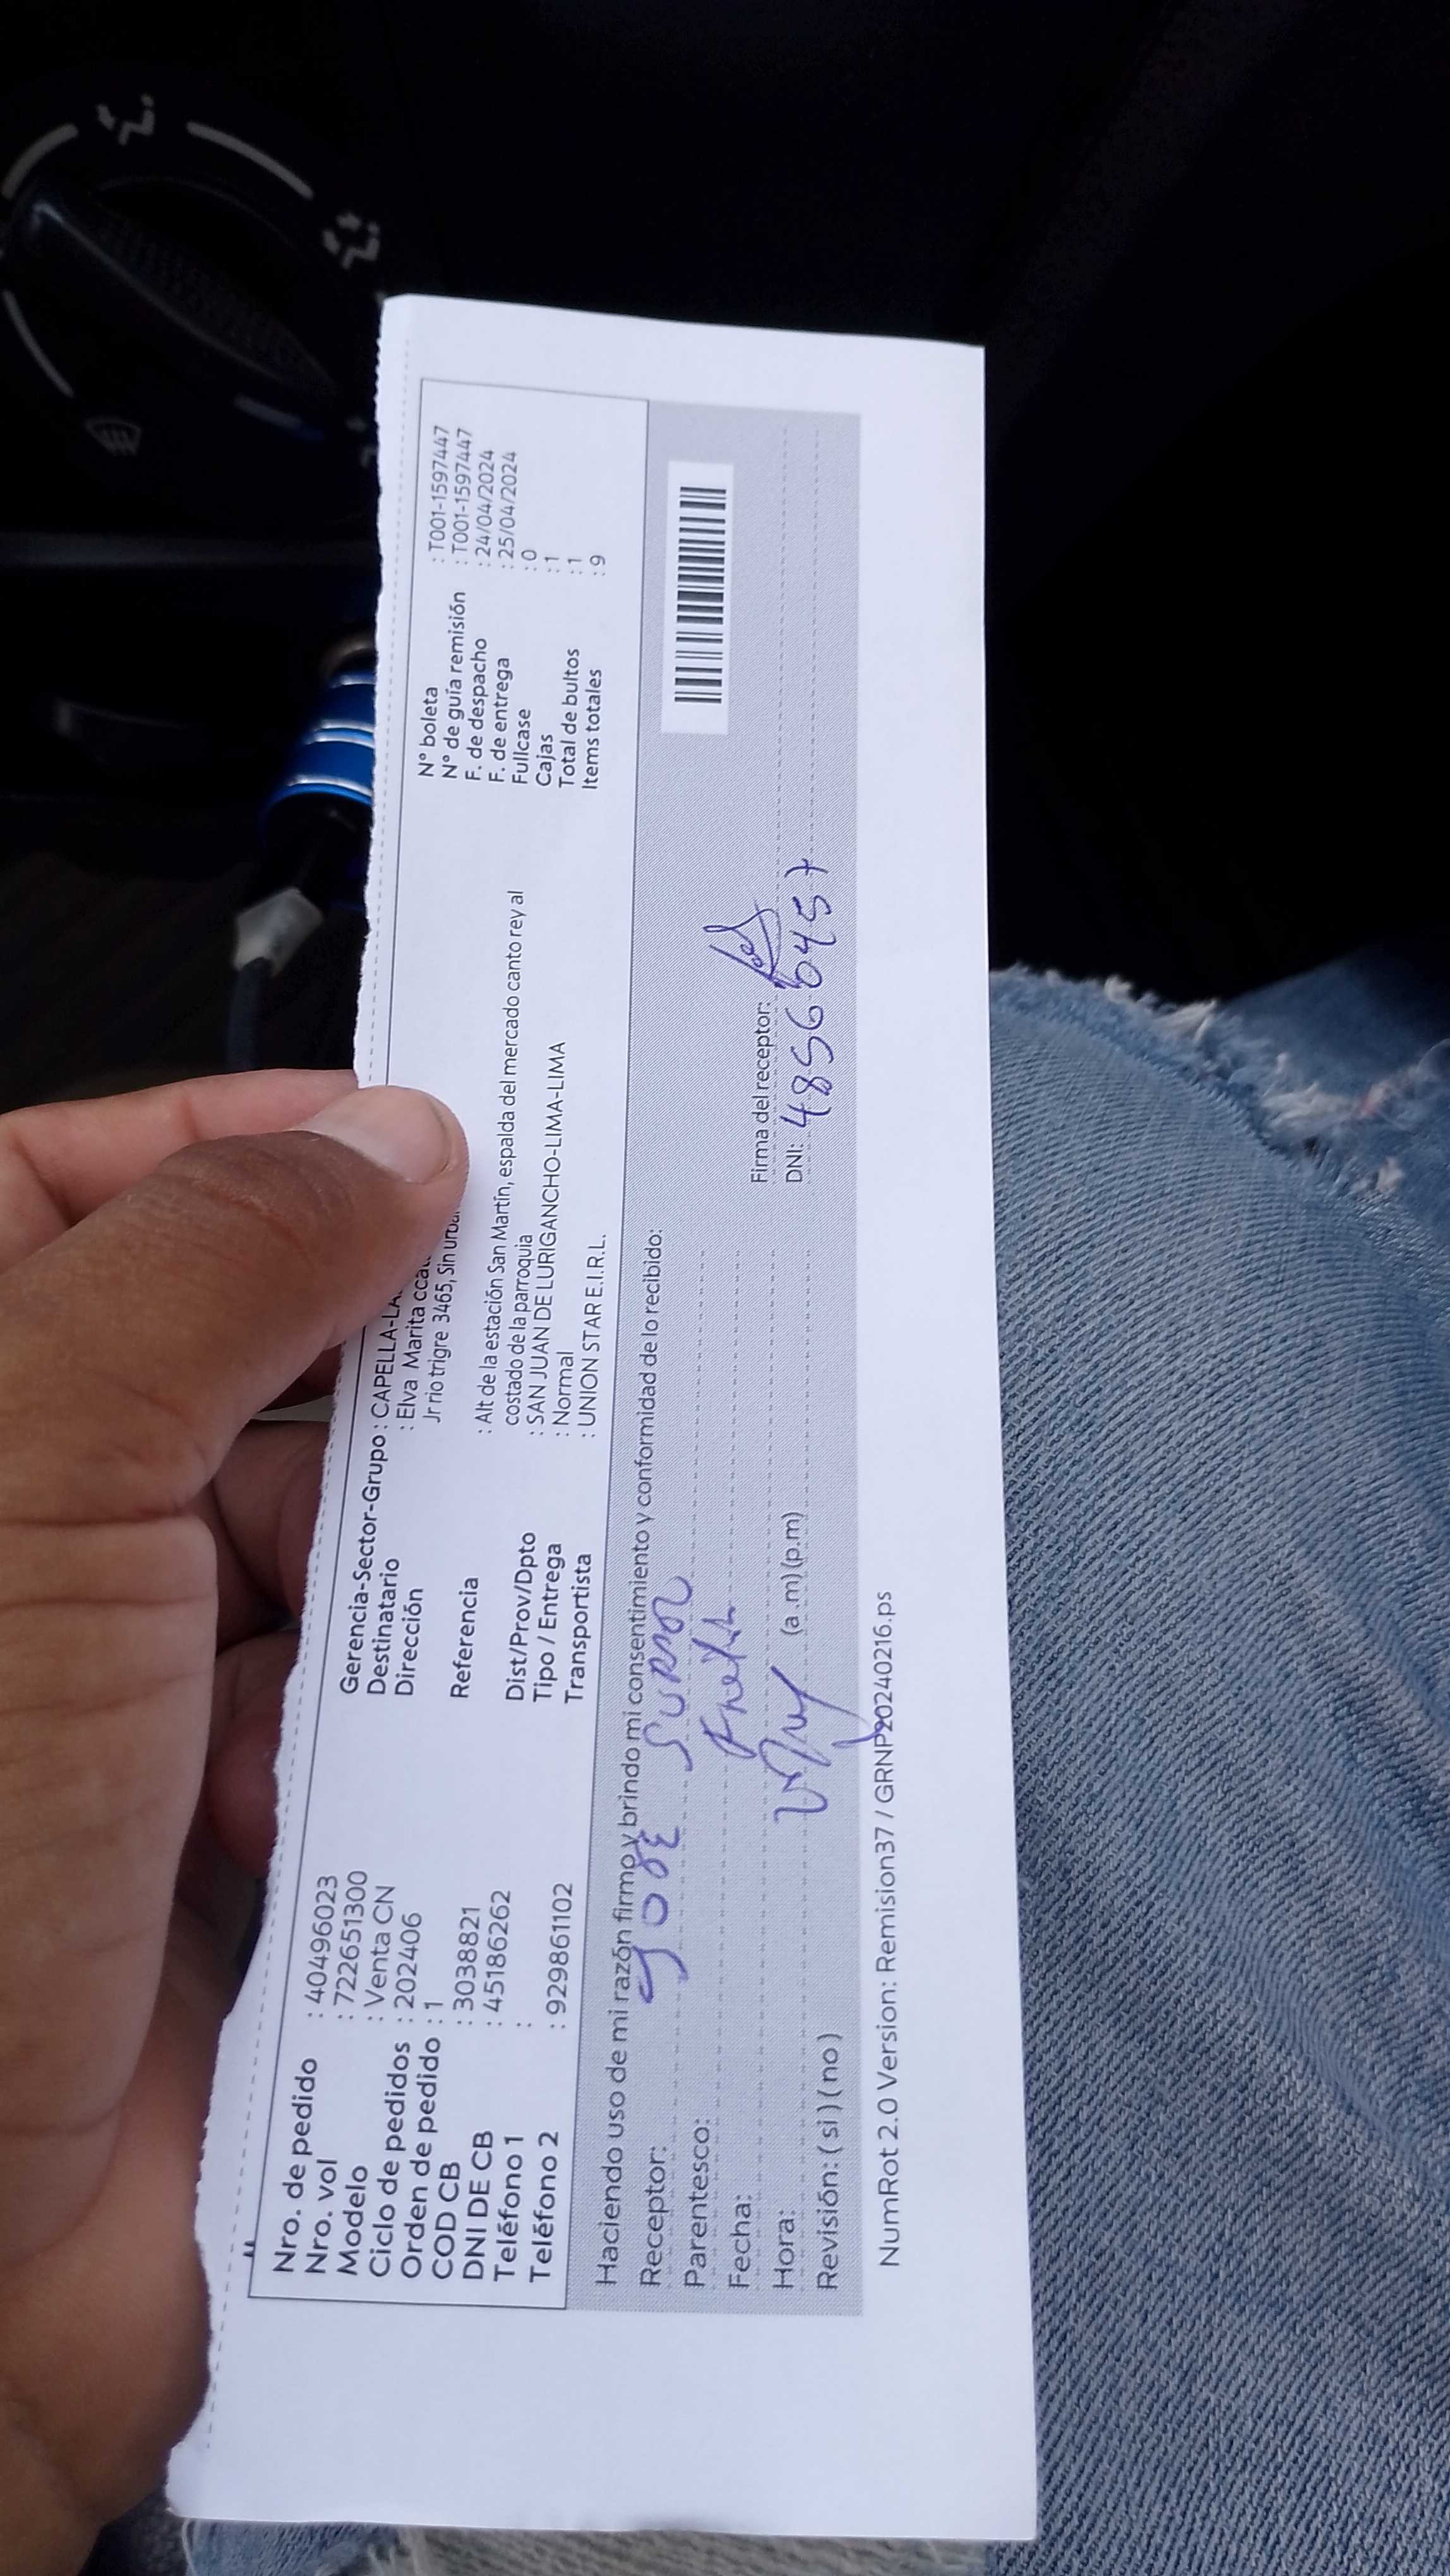 Nro. de pedido : 40496023
Nro. vol : 722651300
Modelo : Venta CN
Ciclo de pedidos : 202406
Orden de pedido : 1
COD CB : 3038821
DNI DE CB : 45186262
Teléfono 1 :
Teléfono 2 : 929861102
Gerencia-Sector-Grupo : CAPELLA-
Destinatario : Elva Marita
Dirección Jr rio trigre 3465, Sin
Referencia : Alt de la estación San Martín, espalda del mercado canto rey al
costado de la parroquia
Dist/Prov/Dpto : SAN JUAN DE LURIGANCHO-LIMA-LIMA
Tipo / Entrega : Normal
Transportista : UNION STAR E.I.R.L.
N° boleta : T001-1597447
N° de guía remisión : T001-1597447
F. de despacho : 24/04/2024
F. de entrega : 25/04/2024
Fullcase : 0
Cajas : 1
Total de bultos : 1
Items totales : 9
Haciendo uso de mi razón firmo y brindo mi consentimiento y conformidad de lo recibido:
Receptor: JOSE
Parentesco:
Fecha:
Hora: (a.m) (p.m)
Revisión: ( si ) ( no )
Firma del receptor:
DNI: 48566457
NumRot 2.0 Version: Remision37 / GRNP20240216.ps